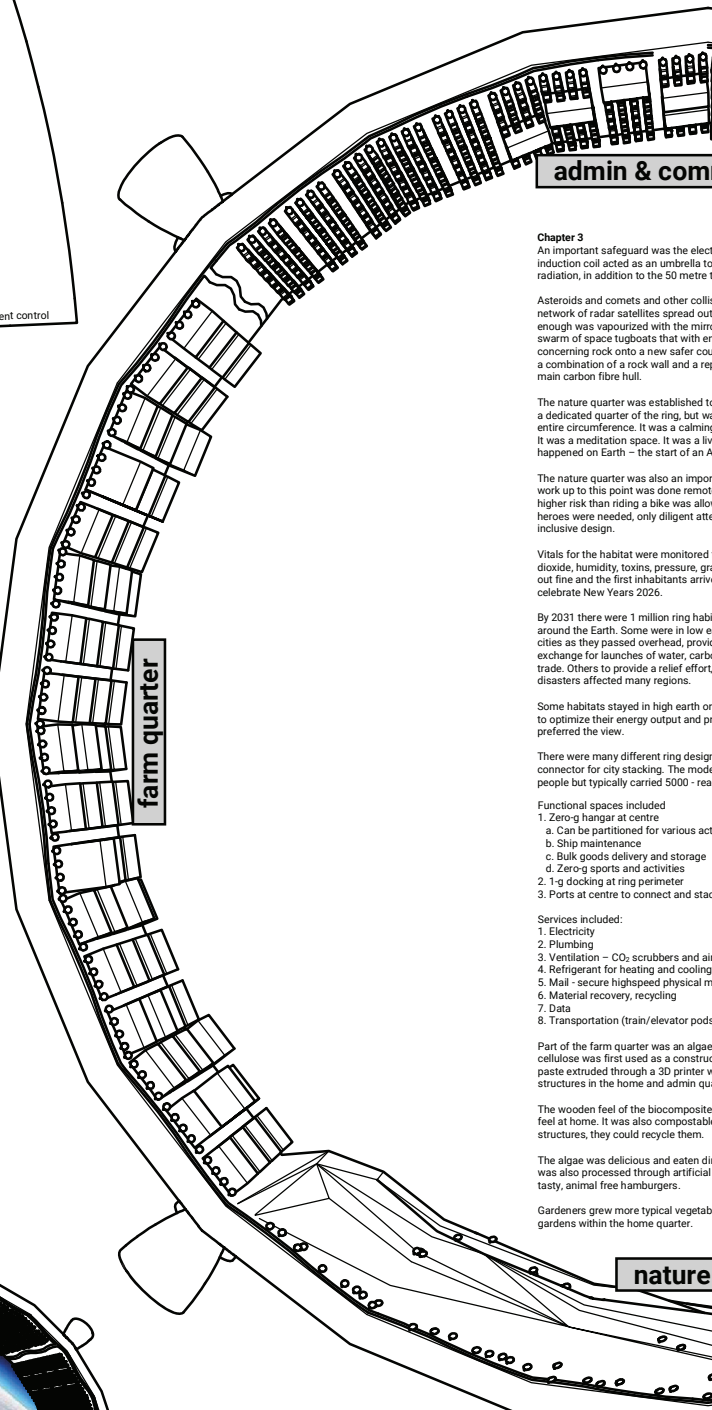 admin & com
ent control
Chapter 3
An important safeguard was the elect
induction coil acted as an umbrella to
radiation, in addition to the 50 metre t
Asteroids and comets and other collis
network of radar satellites spread out
enough was vapourized with the mirro
swarm of space tugboats that with en
concerning rock onto a new safer cou
a combination of a rock wall and a rep
main carbon fibre hull.
The nature quarter was established to
a dedicated quarter of the ring, but wa
entire circumference. It was a calming
It was a meditation space. It was a liv
happened on Earth – the start of an A
The nature quarter was also an impor
work up to this point was done remote
higher risk than riding a bike was allow
heroes were needed, only diligent atte
inclusive design.
Vitals for the habitat were monitored
dioxide, humidity, toxins, pressure, gra
out fine and the first inhabitants arrive
celebrate New Years 2026.
By 2031 there were 1 million ring habi
around the Earth. Some were in low e
cities as they passed overhead, provid
exchange for launches of water, carbo
trade. Others to provide a relief effort,
disasters affected many regions.
Some habitats stayed in high earth or
to optimize their energy output and pr
preferred the view.
There were many different ring design
connector for city stacking. The mode
people but typically carried 5000 - rea
Functional spaces included
1. Zero-g hangar at centre
a. Can be partitioned for various act
b. Ship maintenance
c. Bulk goods delivery and storage
d. Zero-g sports and activities
2. 1-g docking at ring perimeter
3. Ports at centre to connect and stac
farm quarter
Services included:
1. Electricity
2. Plumbing
3. Ventilation – CO₂ scrubbers and air
4. Refrigerant for heating and cooling
5. Mail - secure highspeed physical m
6. Material recovery, recycling
7. Data
8. Transportation (train/elevator pods
Part of the farm quarter was an algae
cellulose was first used as a construc
paste extruded through a 3D printer w
structures in the home and admin qua
The wooden feel of the biocomposite
feel at home. It was also compostable
structures, they could recycle them.
The algae was delicious and eaten dir
was also processed through artificial
tasty, animal free hamburgers.
Gardeners grew more typical vegetab
gardens within the home quarter.
nature